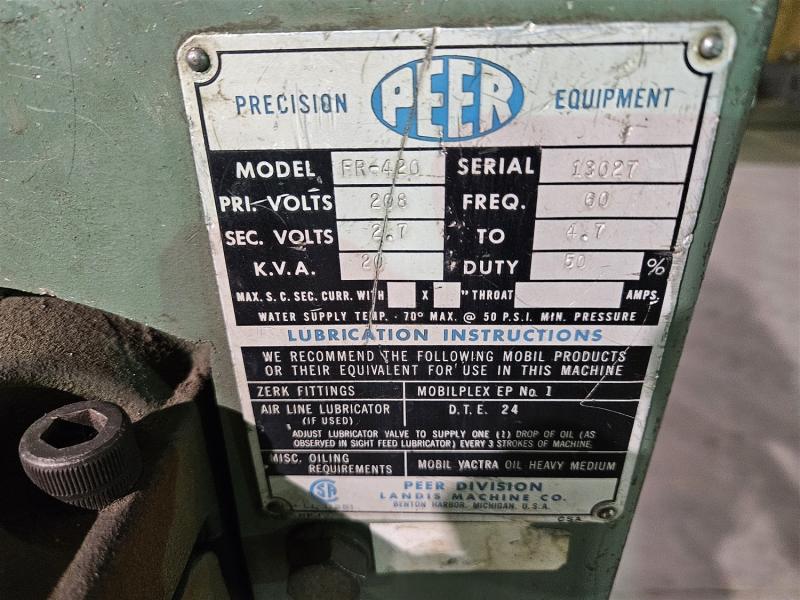 PRECISION PEER EQUIPMENT
MODEL FR-420 SERIAL 13027
PRI. VOLTS 208 FREQ. 60
SEC. VOLTS 2.7 TO 4.7
K.V.A. 20 DUTY 50 %
MAX. S. C. SEC. CURR. WITH X " THROAT AMPS.
WATER SUPPLY TEMP. - 70° MAX. @ 50 P.S.I. MIN. PRESSURE
LUBRICATION INSTRUCTIONS
WE RECOMMEND THE FOLLOWING MOBIL PRODUCTS
OR THEIR EQUIVALENT FOR USE IN THIS MACHINE
ZERK FITTINGS MOBILPLEX EP No. 1
AIR LINE LUBRICATOR D. T. E. 24
(IF USED)
ADJUST LUBRICATOR VALVE TO SUPPLY ONE (1) DROP OF OIL (AS
OBSERVED IN SIGHT FEED LUBRICATOR) EVERY 3 STROKES OF MACHINE.
MISC. OILING
REQUIREMENTS MOBIL VACTRA OIL HEAVY MEDIUM
SA PEER DIVISION
LANDIS MACHINE CO.
BENTON HARBOR, MICHIGAN, U.S.A.
CSA